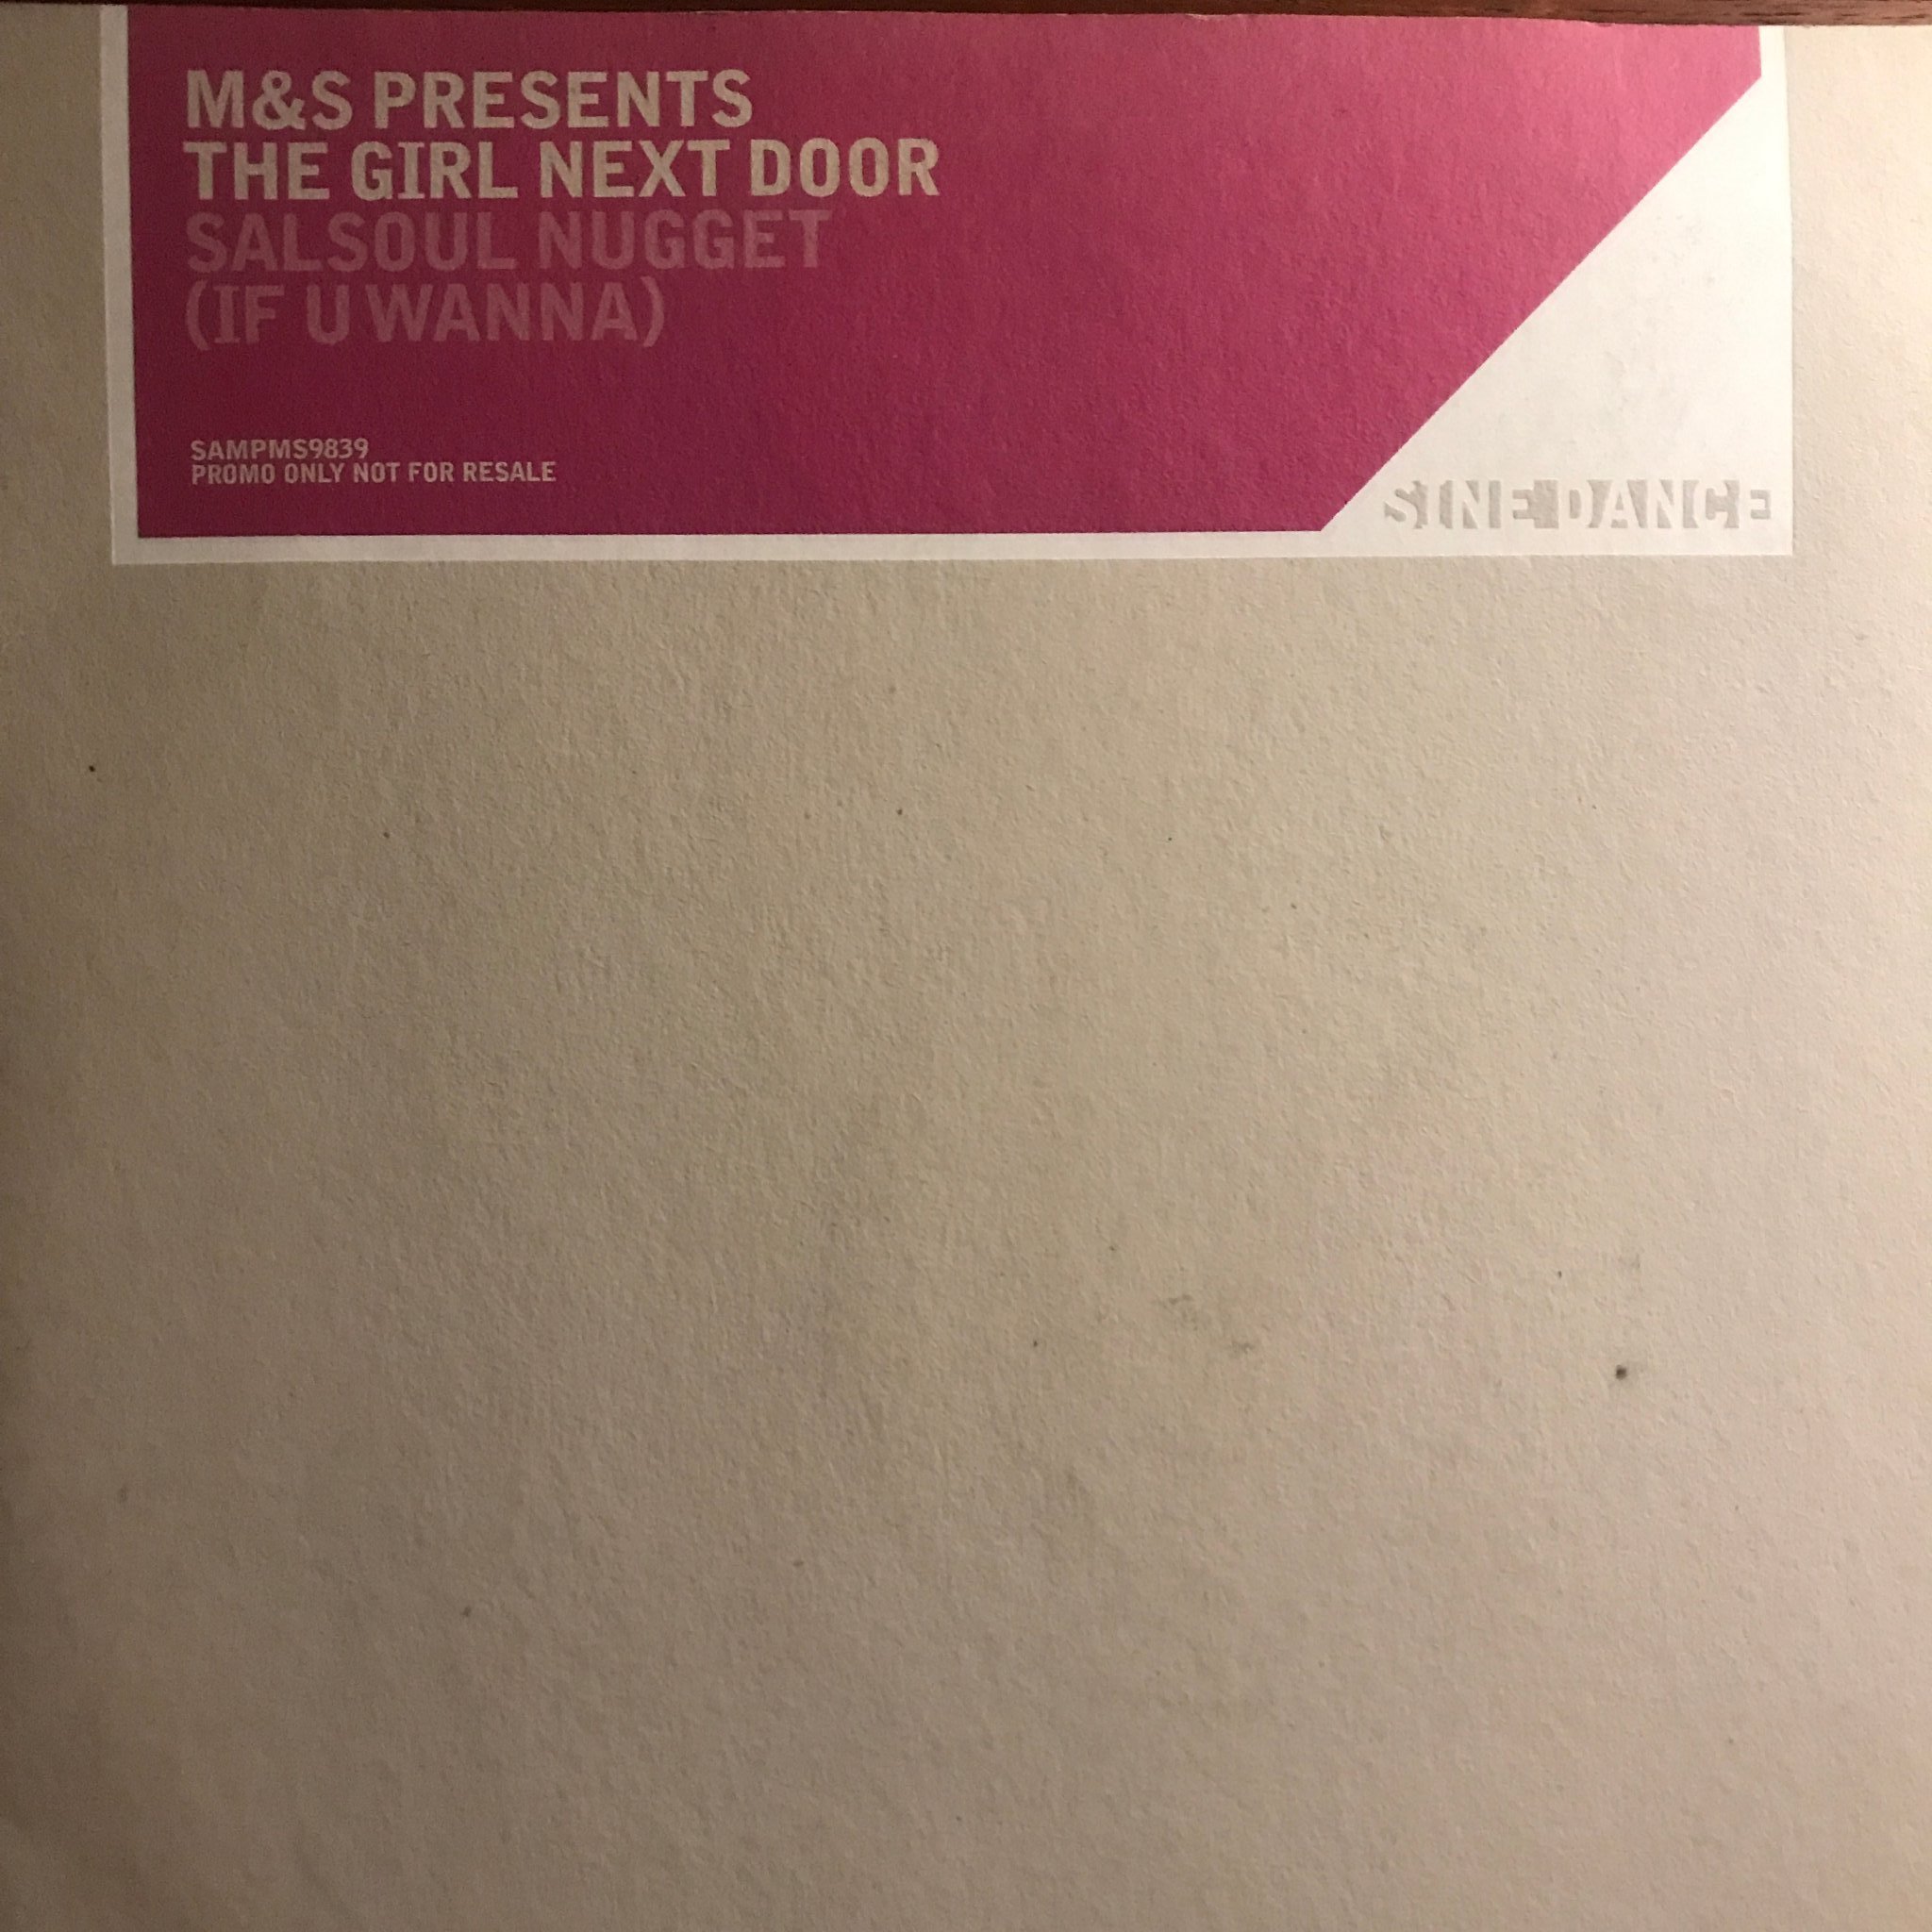 M&S PRESENTS
THE GIRL NEXT DOOR
SALSOUL NUGGET
(IF U WANNA)
SAMPMS9839
PROMO ONLY NOT FOR RESALE
SINE DANCE